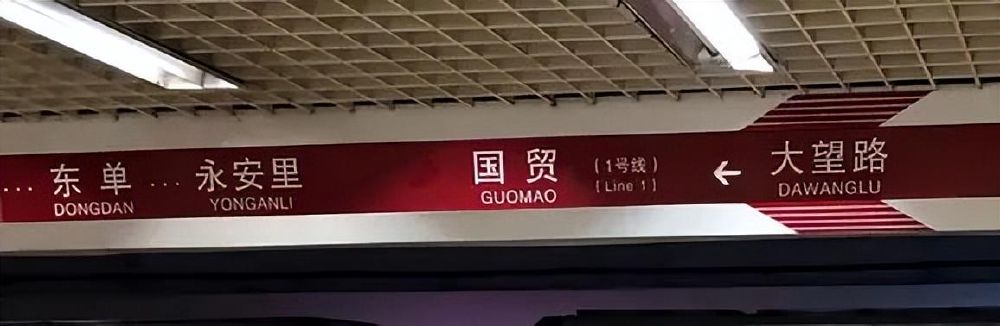 ... 东单 ... 永安里 国贸 (1号线) ← 大望路
DONGDAN YONGANLI GUOMAO (Line 1) DAWANGLU